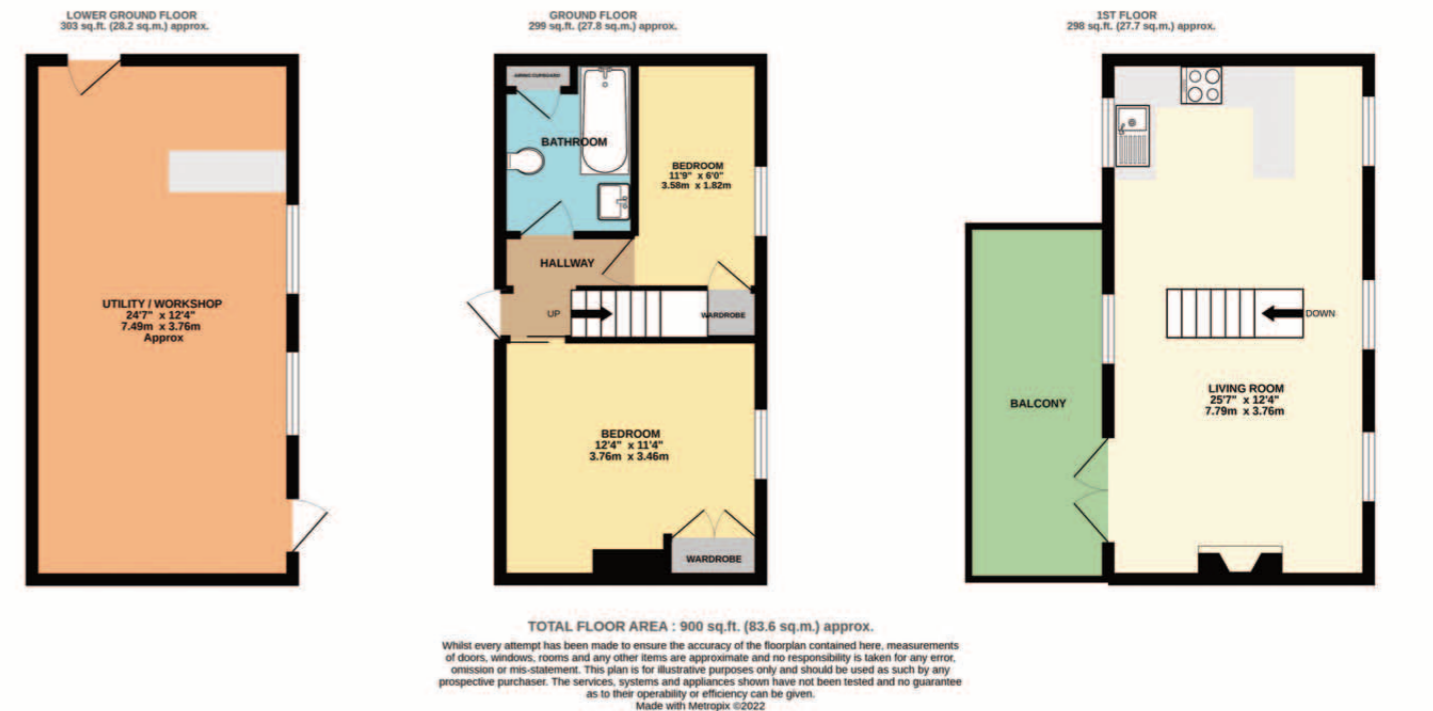 LOWER GROUND FLOOR
303 sq.ft. (28.2 sq.m.) approx.
UTILITY / WORKSHOP
24'7" x 12'4"
7.49m x 3.76m
Approx
GROUND FLOOR
299 sq.ft. (27.8 sq.m.) approx.
AIRING CUPBOARD
BATHROOM
BEDROOM
11'9" x 6'0"
3.58m x 1.82m
HALLWAY
UP
WARDROBE
BEDROOM
12'4" x 11'4"
3.76m x 3.46m
WARDROBE
1ST FLOOR
298 sq.ft. (27.7 sq.m.) approx.
DOWN
BALCONY
LIVING ROOM
25'7" x 12'4"
7.79m x 3.76m
TOTAL FLOOR AREA : 900 sq.ft. (83.6 sq.m.) approx.
Whilst every attempt has been made to ensure the accuracy of the floorplan contained here, measurements
of doors, windows, rooms and any other items are approximate and no responsibility is taken for any error,
omission or mis-statement. This plan is for illustrative purposes only and should be used as such by any
prospective purchaser. The services, systems and appliances shown have not been tested and no guarantee
as to their operability or efficiency can be given.
Made with Metropix ©2022